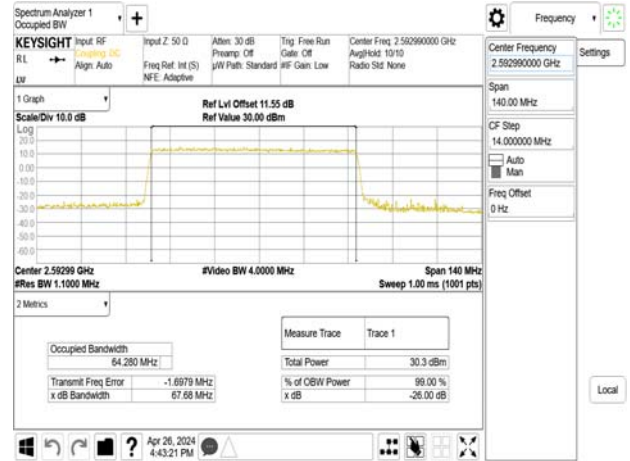 Spectrum Analyzer 1
Occupied BW
Frequency
KEYSIGHT
Input: RF
Coupling: DC
Align: Auto
Input Z: 50 Ω
Freq Ref: Int (S)
NFE: Adaptive
Atten: 30 dB
Preamp: Off
µW Path: Standard
Trig: Free Run
Gate: Off
#IF Gain: Low
Center Freq: 2.592990000 GHz
Avg|Hold: 10/10
Radio Std: None
RL
Center Frequency
2.592990000 GHz
Settings
Span
140.00 MHz
CF Step
14.000000 MHz
Auto
Man
Freq Offset
0 Hz
Local
1 Graph
Scale/Div 10.0 dB
Ref Lvl Offset 11.55 dB
Ref Value 30.00 dBm
Log
20.0
10.0
0.00
-10.0
-20.0
-30.0
-40.0
-50.0
-60.0
Center 2.59299 GHz
#Video BW 4.0000 MHz
Span 140 MHz
#Res BW 1.1000 MHz
Sweep 1.00 ms (1001 pts)
2 Metrics
Measure Trace Trace 1
Occupied Bandwidth
64.280 MHz
Total Power 30.3 dBm
Transmit Freq Error -1.6979 MHz
% of OBW Power 99.00 %
x dB Bandwidth 67.68 MHz
x dB -26.00 dB
?
Apr 26, 2024
4:43:21 PM